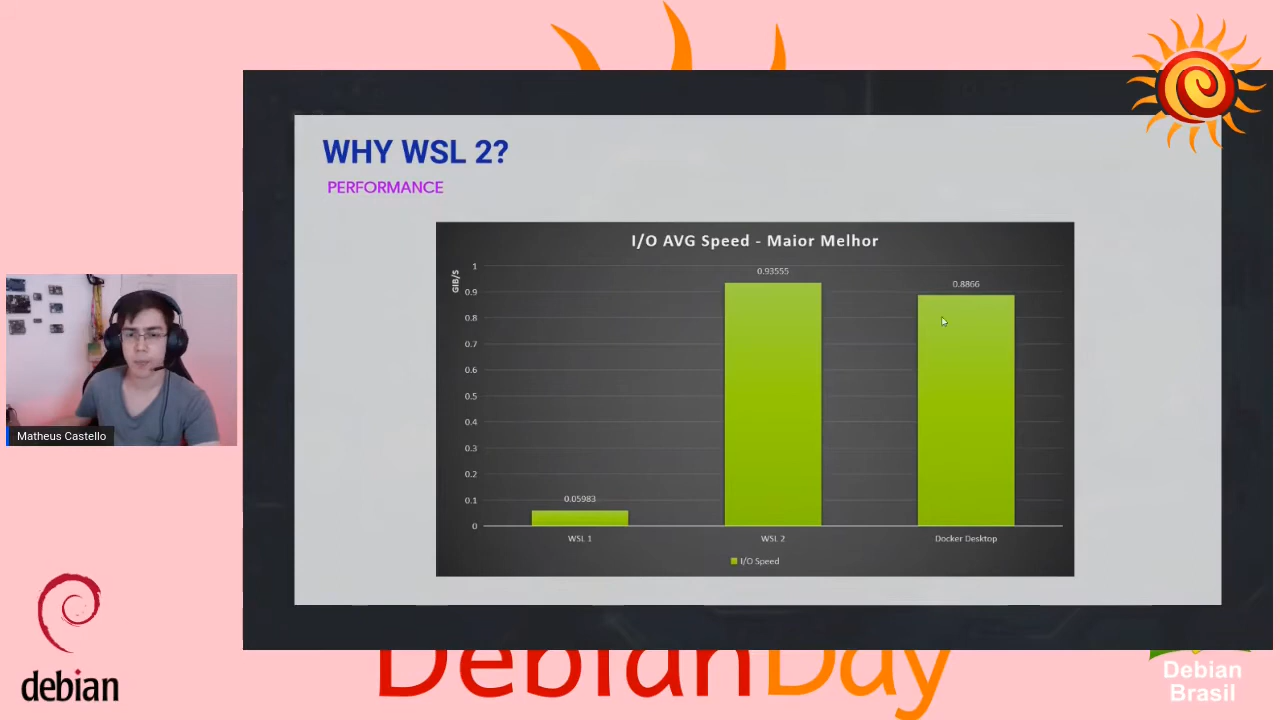 WHY WSL 2?
PERFORMANCE
I/O AVG Speed - Maior Melhor
GIB/S
1
0.9
0.8
0.7
0.6
0.5
0.4
0.3
0.2
0.1
0
0.05983
0.93555
0.8866
WSL 1
WSL 2
Docker Desktop
I/O Speed
Matheus Castello
debian
DebianDay
Debian
Brasil